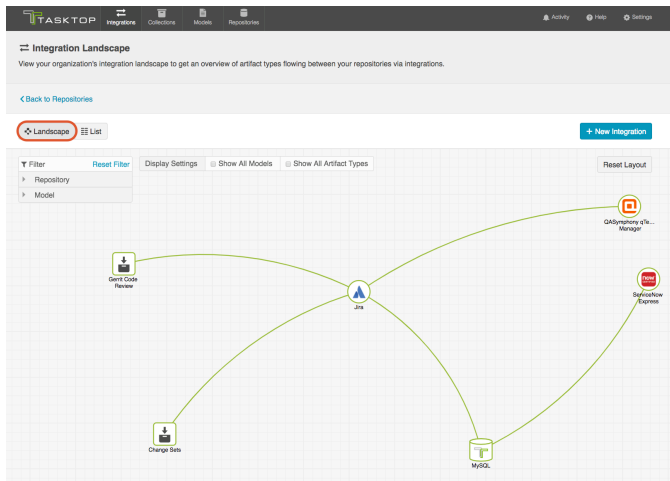 TASKTOP
Integrations
Collections
Models
Repositories
Activity
Help
Settings
Integration Landscape
View your organization's integration landscape to get an overview of artifact types flowing between your repositories via integrations.
Back to Repositories
Landscape
List
+ New Integration
Filter
Reset Filter
Display Settings
Show All Models
Show All Artifact Types
Reset Layout
Repository
Model
QASymphony qTe...
Manager
Gerrit Code
Review
now
ServiceNow
Express
Jira
Change Sets
MySQL